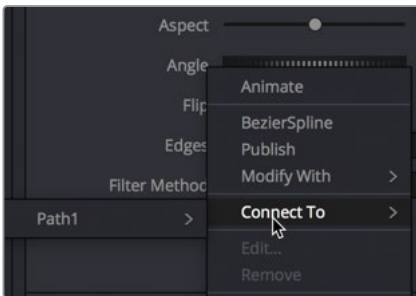 Aspect
Angle
Flip
Edges
Filter Method
Animate
BezierSpline
Publish
Modify With >
Connect To >
Path1 >
Edit...
Remove